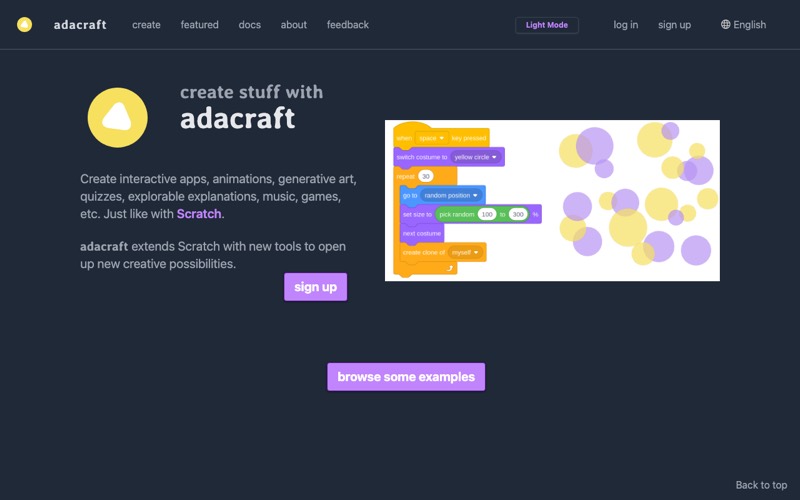 adacraft create featured docs about feedback Light Mode log in sign up English
create stuff with
adacraft
Create interactive apps, animations, generative art,
quizzes, explorable explanations, music, games,
etc. Just like with Scratch.
adacraft extends Scratch with new tools to open
up new creative possibilities.
sign up
when space key pressed
switch costume to yellow circle
repeat 30
go to random position
set size to pick random 100 to 300 %
next costume
create clone of myself
browse some examples
Back to top